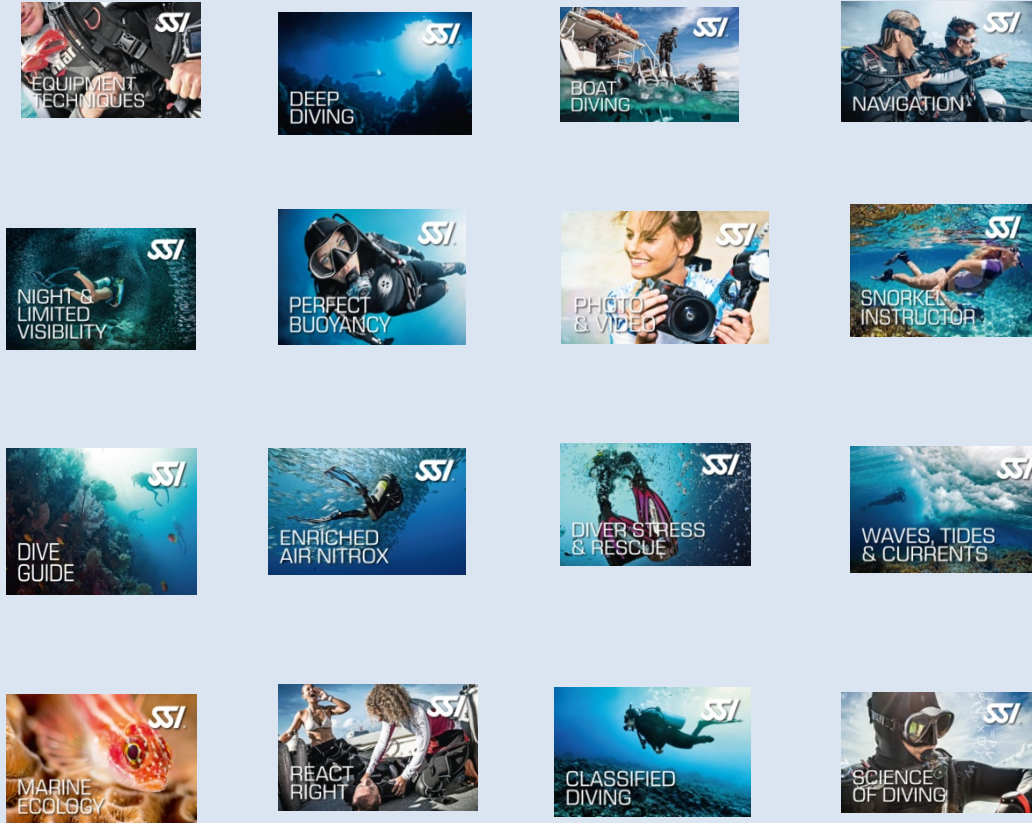 SSI
EQUIPMENT
TECHNIQUES
SSI
DEEP
DIVING
SSI
BOAT
DIVING
SSI
NAVIGATION
SSI
NIGHT &
LIMITED
VISIBILITY
SSI
PERFECT
BUOYANCY
SSI
PHOTO
& VIDEO
SSI
SNORKEL
INSTRUCTOR
SSI
DIVE
GUIDE
SSI
ENRICHED
AIR NITROX
SSI
DIVER STRESS
& RESCUE
SSI
WAVES, TIDES
& CURRENTS
SSI
MARINE
ECOLOGY
SSI
REACT
RIGHT
SSI
CLASSIFIED
DIVING
SSI
SCIENCE
OF DIVING